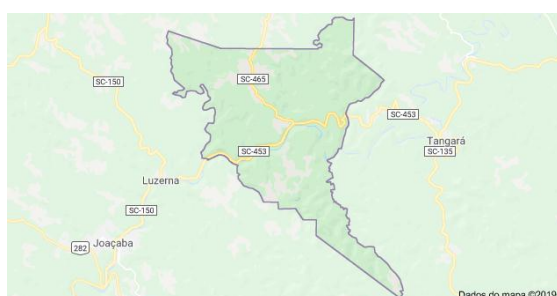 SC-150
SC-465
SC-453
Tangará
SC-135
SC-453
Luzerna
SC-150
282
Joaçaba
Dados do mapa ©2019